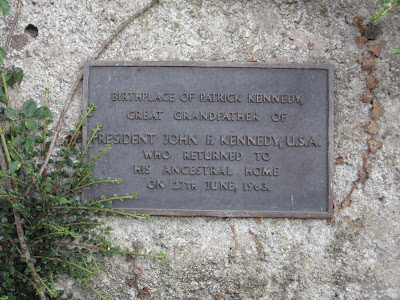 BIRTHPLACE OF PATRICK KENNEDY,
GREAT GRANDFATHER OF
PRESIDENT JOHN F. KENNEDY, U.S.A.
WHO RETURNED TO
HIS ANCESTRAL HOME
ON 27TH JUNE, 1963.